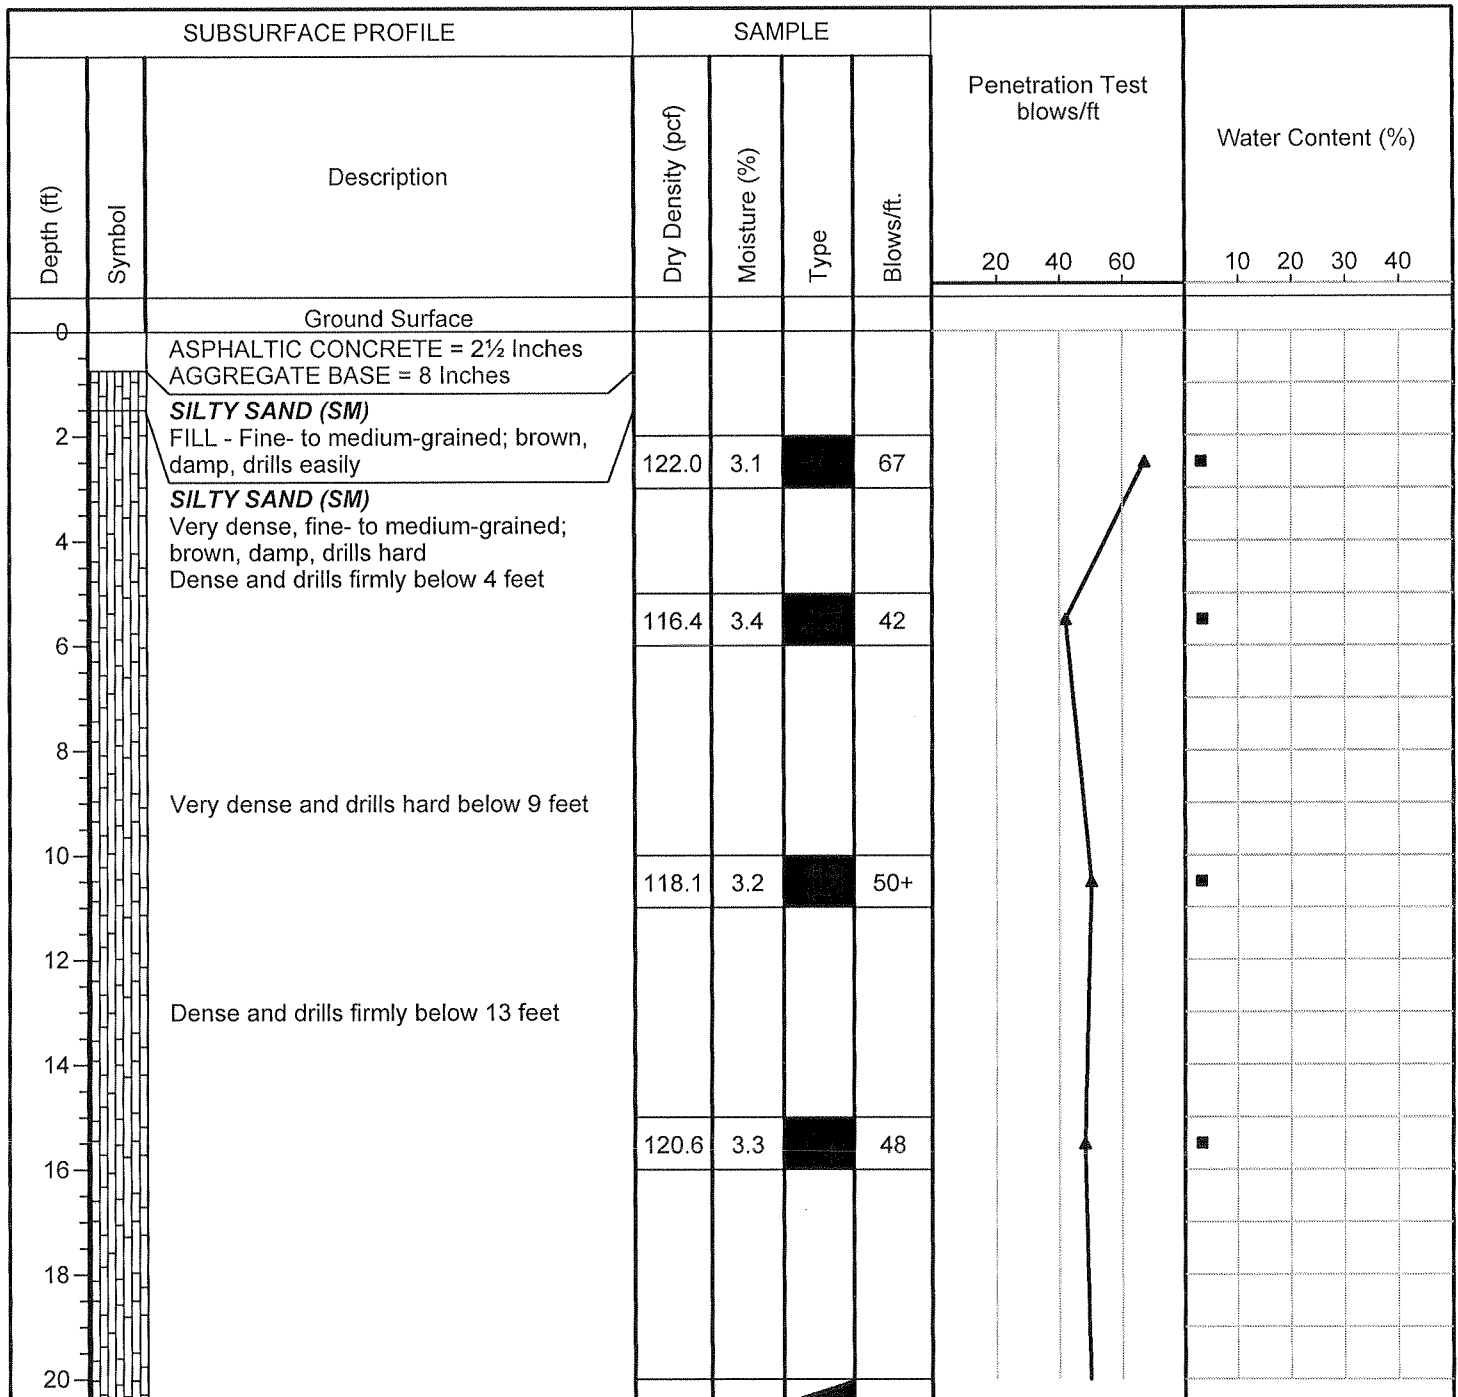 SUBSURFACE PROFILE
SAMPLE
Depth (ft)
Symbol
Description
Dry Density (pcf)
Moisture (%)
Type
Blows/ft.
Penetration Test
blows/ft
20 40 60
Water Content (%)
10 20 30 40
Ground Surface
0
ASPHALTIC CONCRETE = 2½ Inches
AGGREGATE BASE = 8 Inches
SILTY SAND (SM)
FILL - Fine- to medium-grained; brown,
damp, drills easily
2
122.0 3.1 67
SILTY SAND (SM)
Very dense, fine- to medium-grained;
brown, damp, drills hard
Dense and drills firmly below 4 feet
4
116.4 3.4 42
6
8
Very dense and drills hard below 9 feet
10
118.1 3.2 50+
12
Dense and drills firmly below 13 feet
14
120.6 3.3 48
16
18
20